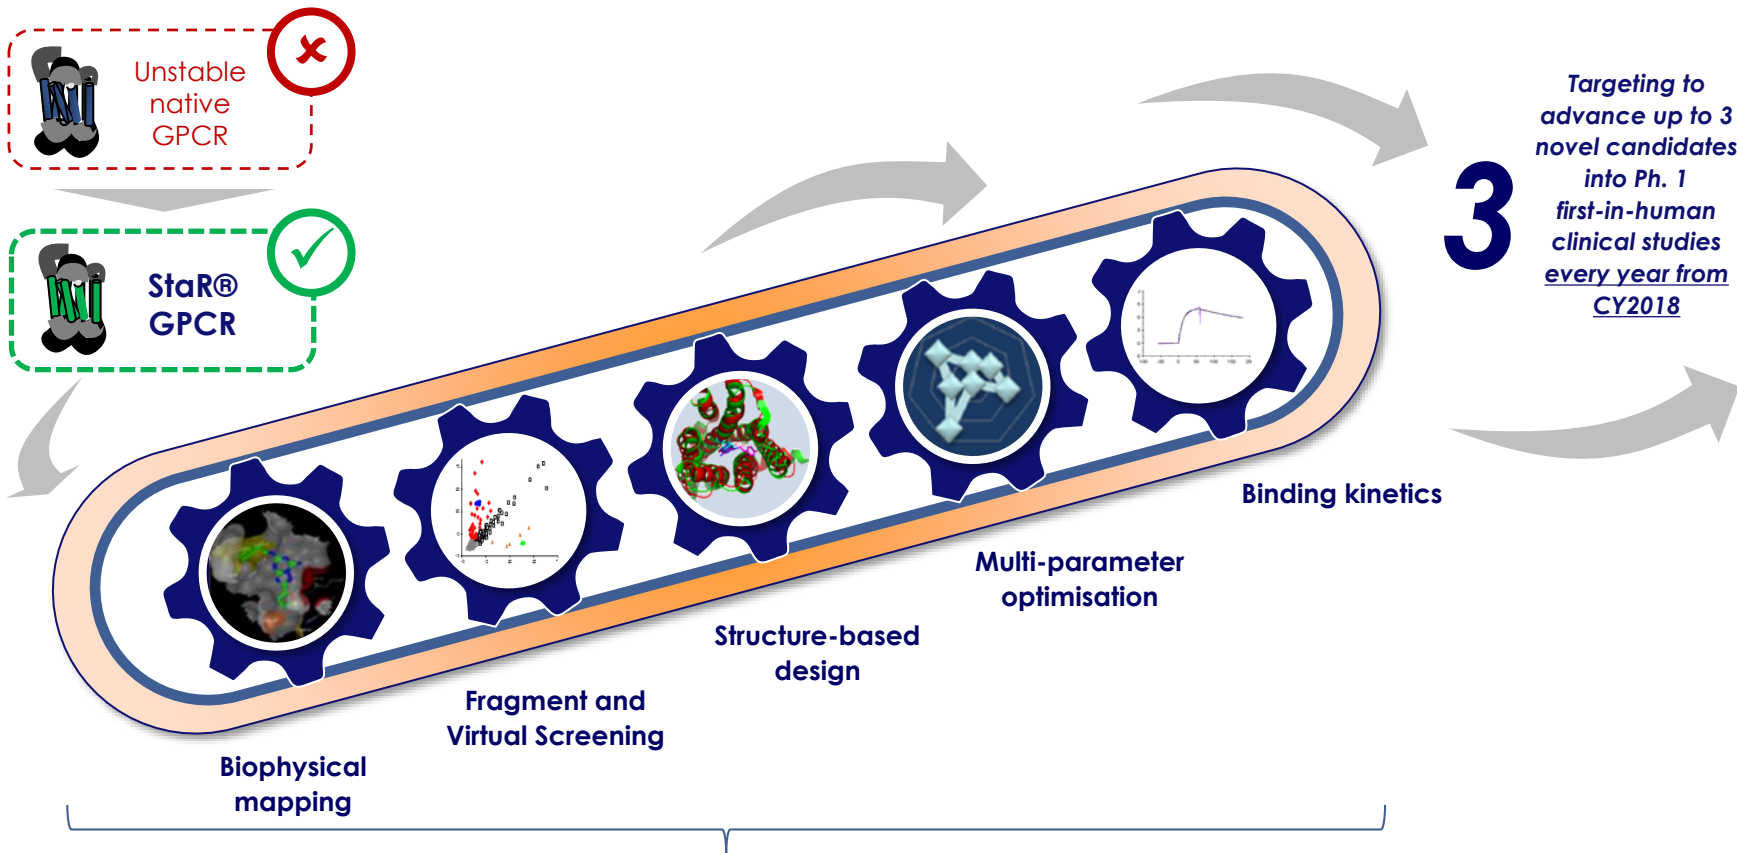 Unstable
native
GPCR
StaR®
GPCR
3
Targeting to
advance up to 3
novel candidates
into Ph. 1
first-in-human
clinical studies
every year from
CY2018
Binding kinetics
Multi-parameter
optimisation
Structure-based
design
Fragment and
Virtual Screening
Biophysical
mapping